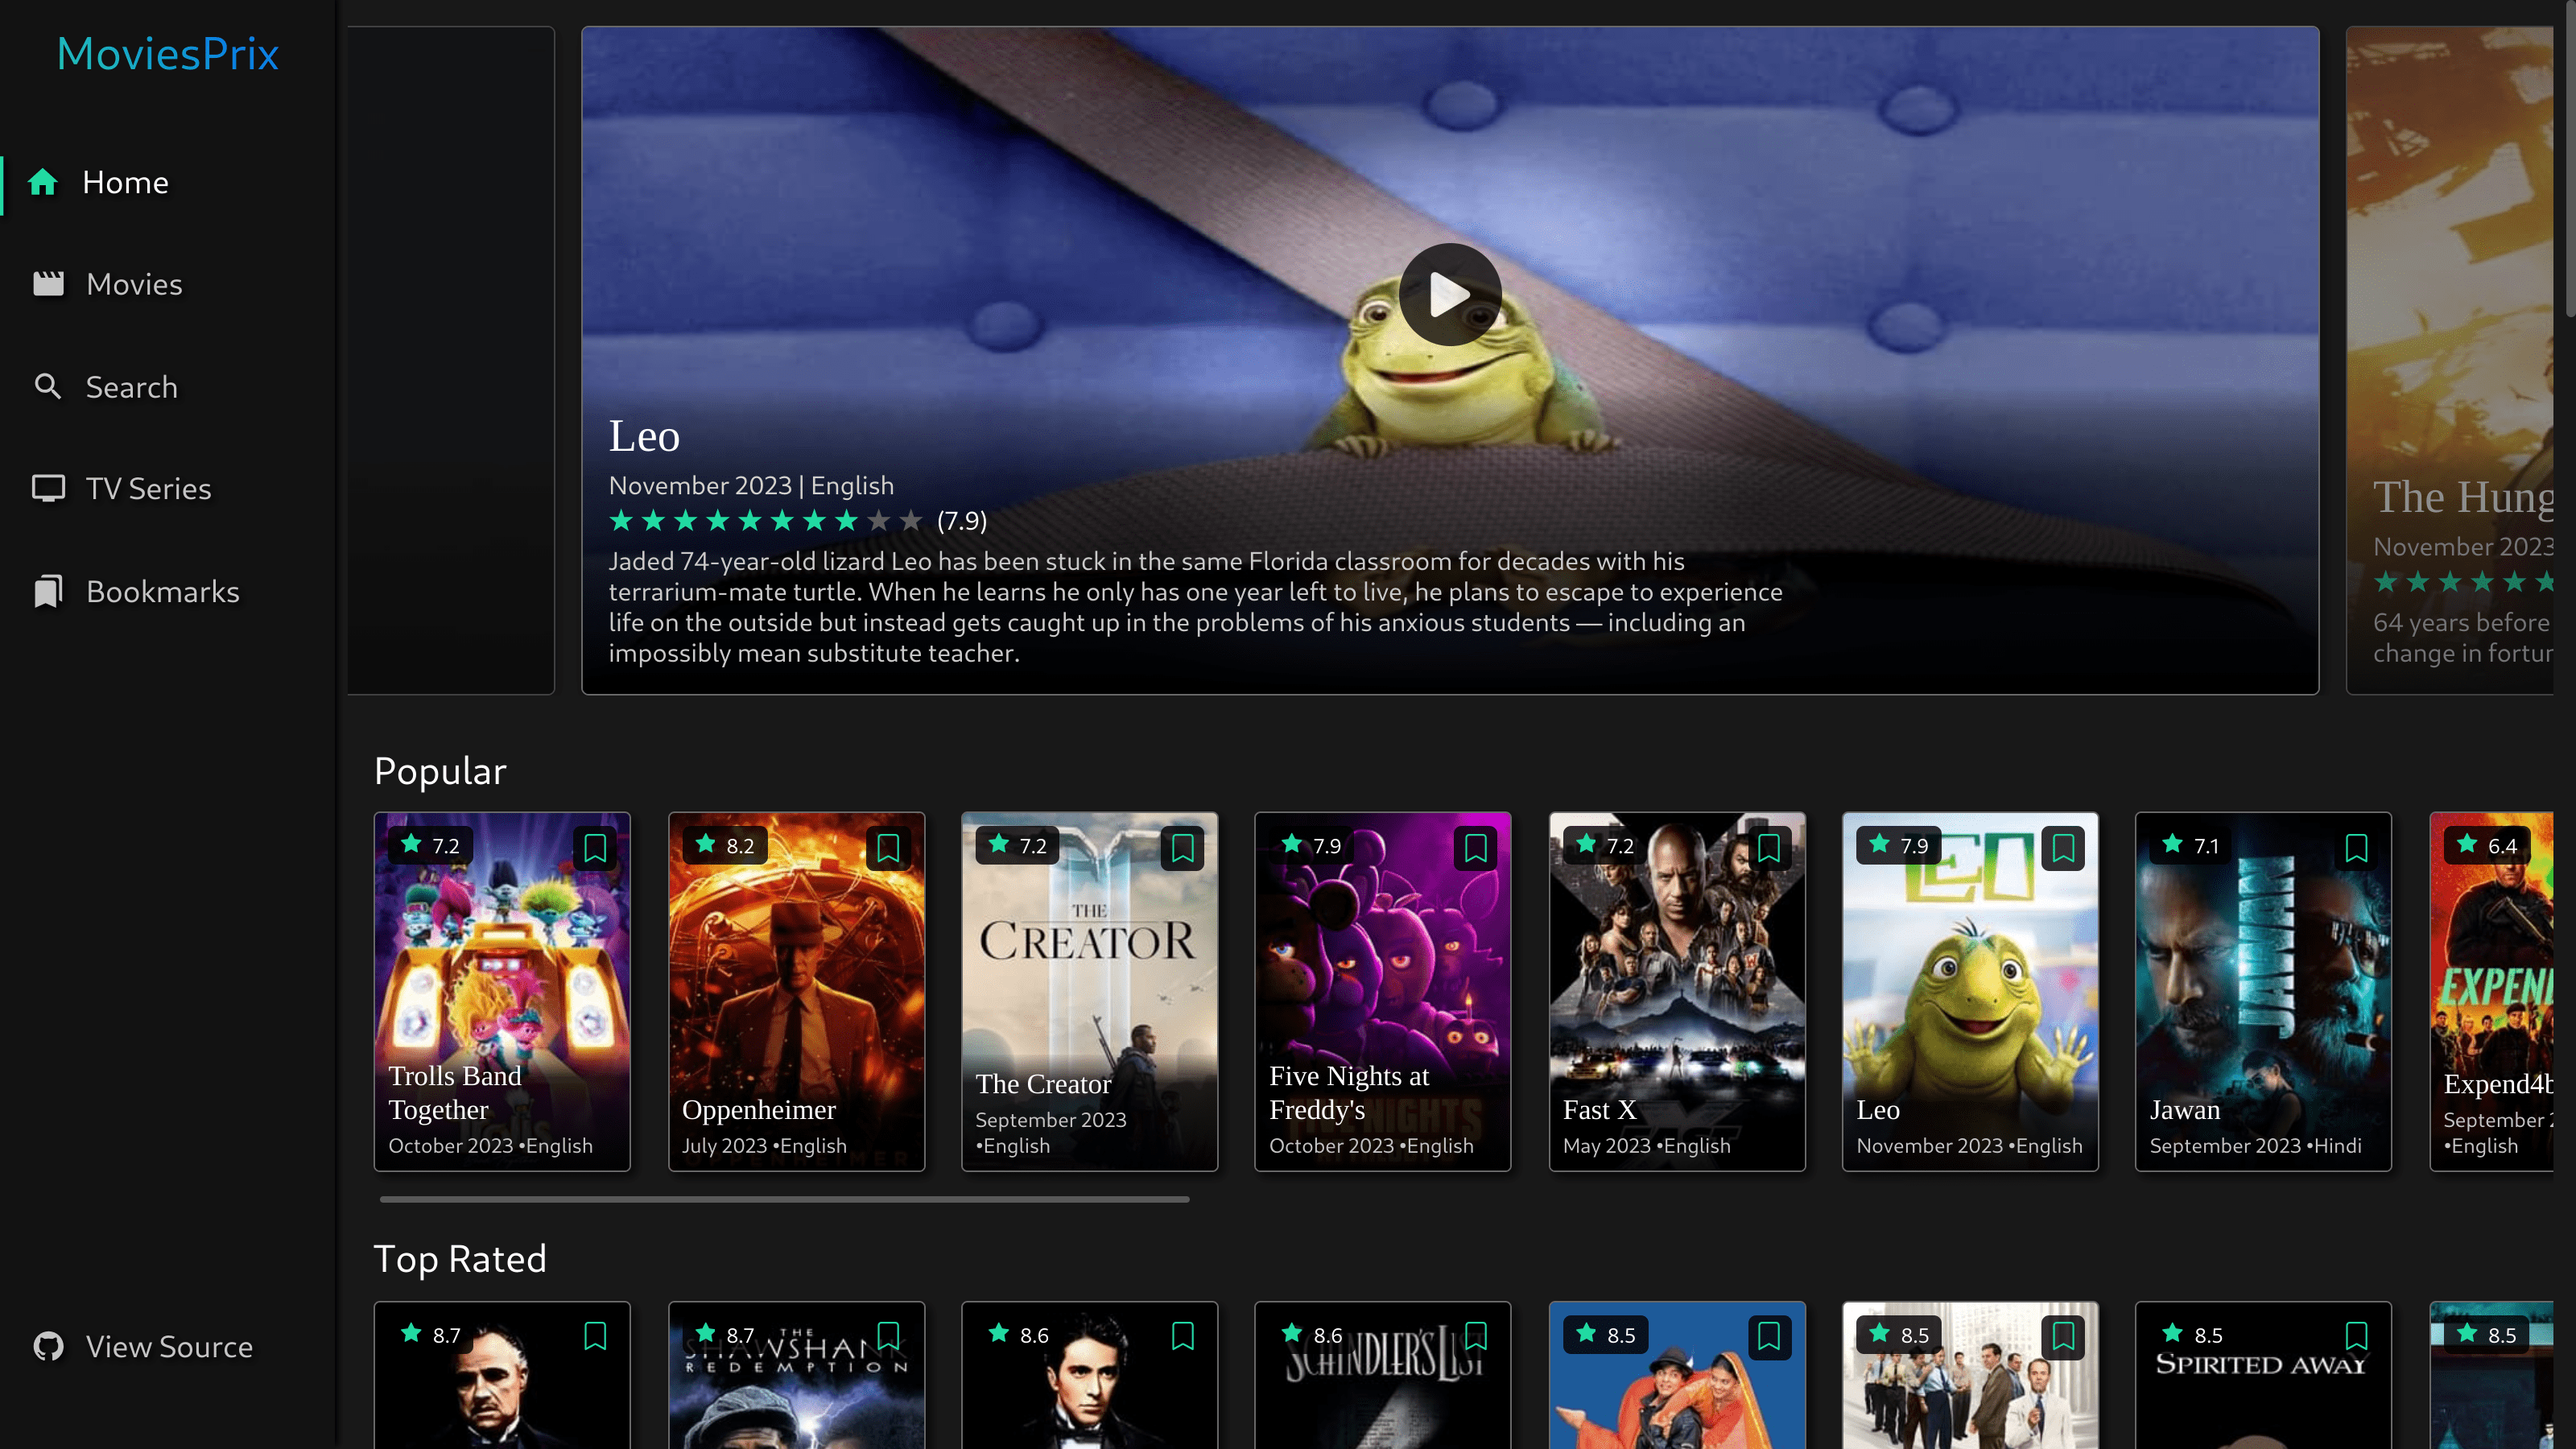 MoviesPrix
Home
Movies
Search
TV Series
Bookmarks
View Source
Leo
November 2023 | English
(7.9)
Jaded 74-year-old lizard Leo has been stuck in the same Florida classroom for decades with his
terrarium-mate turtle. When he learns he only has one year left to live, he plans to escape to experience
life on the outside but instead gets caught up in the problems of his anxious students — including an
impossibly mean substitute teacher.
The Hung
November 2023
64 years before
change in fortun
Popular
7.2
Trolls Band
Together
October 2023 •English
8.2
Oppenheimer
July 2023 •English
7.2
THE
CREATOR
The Creator
September 2023
•English
7.9
Five Nights at
Freddy's
October 2023 •English
7.2
Fast X
May 2023 •English
7.9
LEO
Leo
November 2023 •English
7.1
JAWAN
Jawan
September 2023 •Hindi
6.4
EXPEN
Expend4b
September 2
•English
Top Rated
8.7
8.7
THE
SHAWSHANK
REDEMPTION
8.6
8.6
SCHINDLER'S LIST
8.5
8.5
8.5
SPIRITED AWAY
8.5